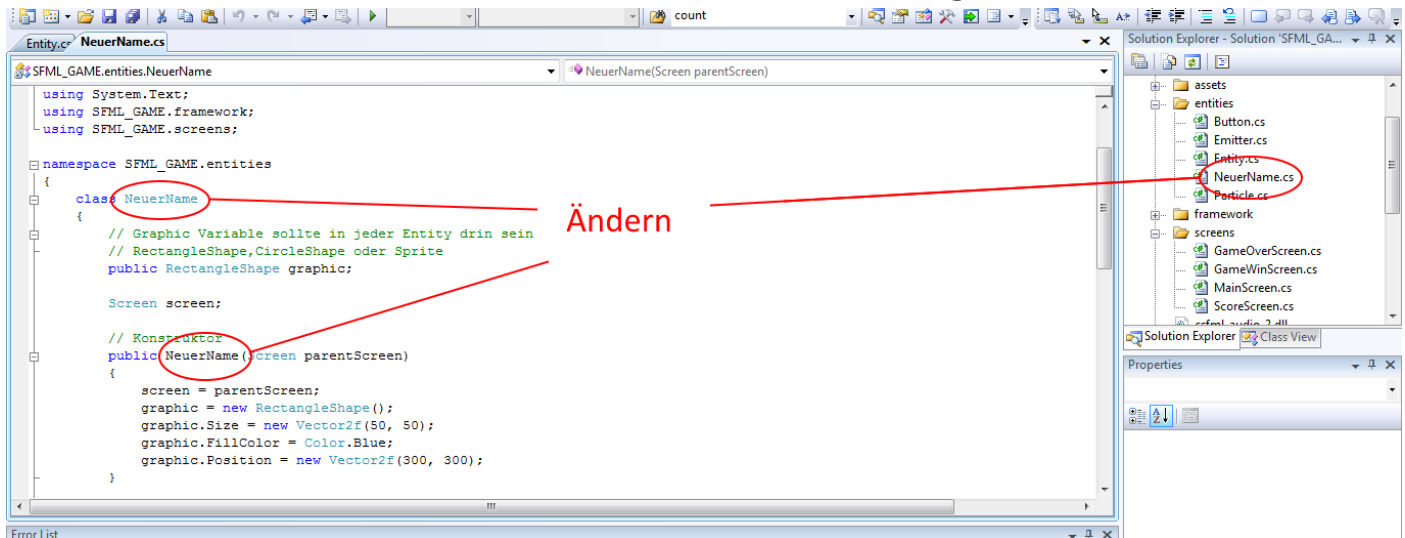 count
Entity.cs NeuerName.cs
Solution Explorer - Solution 'SFML_GA...
SFML_GAME.entities.NeuerName
NeuerName(Screen parentScreen)
using System.Text;
using SFML_GAME.framework;
using SFML_GAME.screens;
namespace SFML_GAME.entities
{
class NeuerName
{
// Graphic Variable sollte in jeder Entity drin sein
// RectangleShape,CircleShape oder Sprite
public RectangleShape graphic;
Screen screen;
// Konstruktor
public NeuerName(Screen parentScreen)
{
screen = parentScreen;
graphic = new RectangleShape();
graphic.Size = new Vector2f(50, 50);
graphic.FillColor = Color.Blue;
graphic.Position = new Vector2f(300, 300);
}
Ändern
assets
entities
Button.cs
Emitter.cs
Entity.cs
NeuerName.cs
Particle.cs
framework
screens
GameOverScreen.cs
GameWinScreen.cs
MainScreen.cs
ScoreScreen.cs
csfml-audio-2.dll
Solution Explorer Class View
Properties
Error List